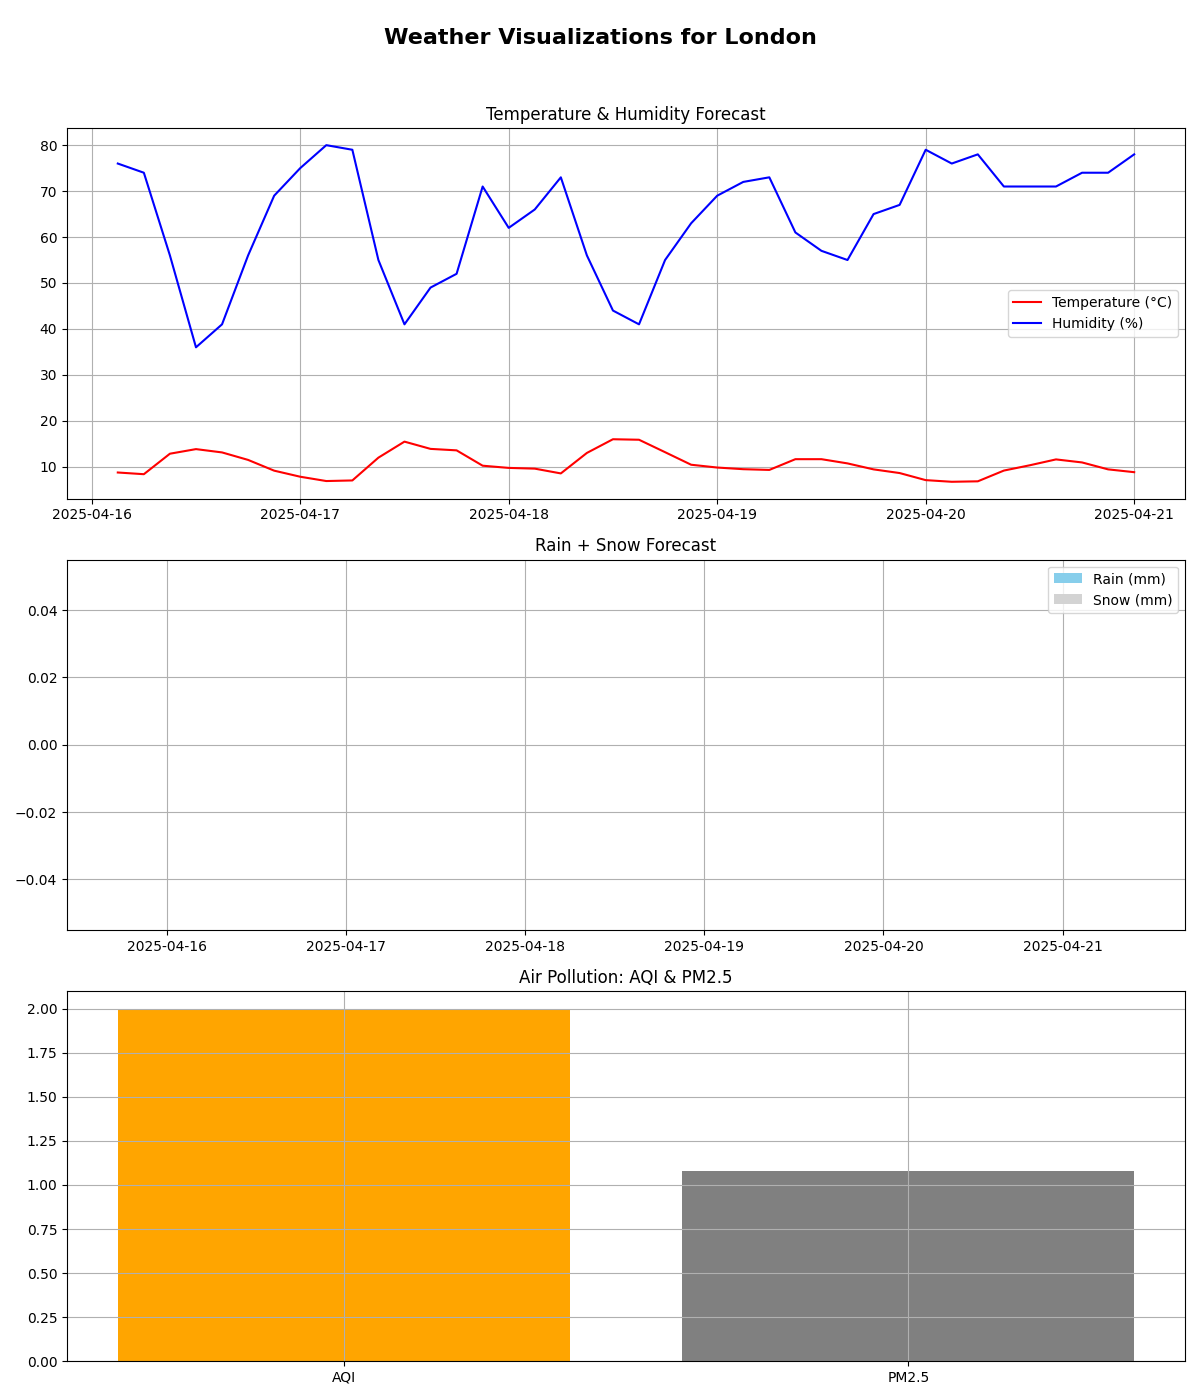 Weather Visualizations for London
Temperature & Humidity Forecast
80
70
60
50
40
30
20
10
Temperature (°C)
Humidity (%)
2025-04-16 2025-04-17 2025-04-18 2025-04-19 2025-04-20 2025-04-21
Rain + Snow Forecast
0.04
0.02
0.00
−0.02
−0.04
Rain (mm)
Snow (mm)
2025-04-16 2025-04-17 2025-04-18 2025-04-19 2025-04-20 2025-04-21
Air Pollution: AQI & PM2.5
2.00
1.75
1.50
1.25
1.00
0.75
0.50
0.25
0.00
AQI PM2.5